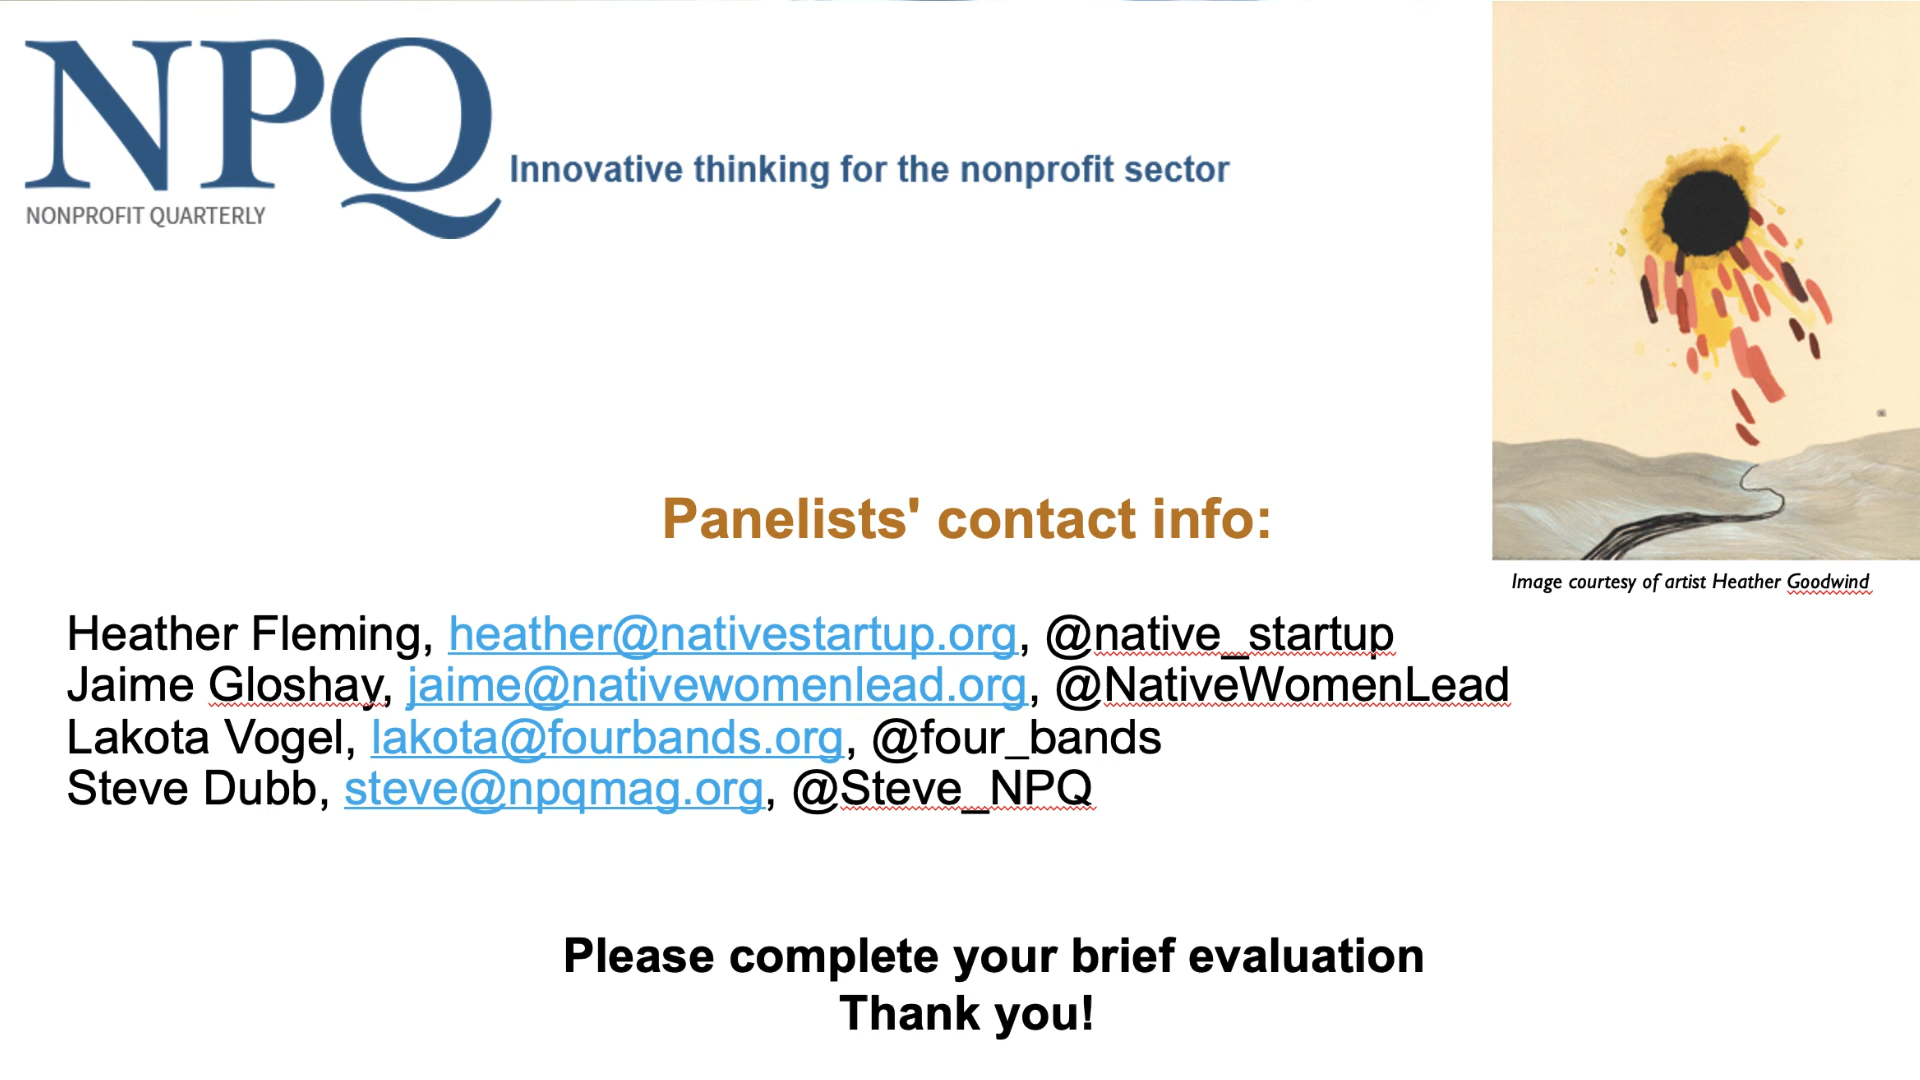 NPQ
NONPROFIT QUARTERLY
Innovative thinking for the nonprofit sector
Panelists' contact info:
Image courtesy of artist Heather Goodwind
Heather Fleming, heather@nativestartup.org, @native_startup
Jaime Gloshay, jaime@nativewomenlead.org, @NativeWomenLead
Lakota Vogel, lakota@fourbands.org, @four_bands
Steve Dubb, steve@npqmag.org, @Steve_NPQ
Please complete your brief evaluation
Thank you!